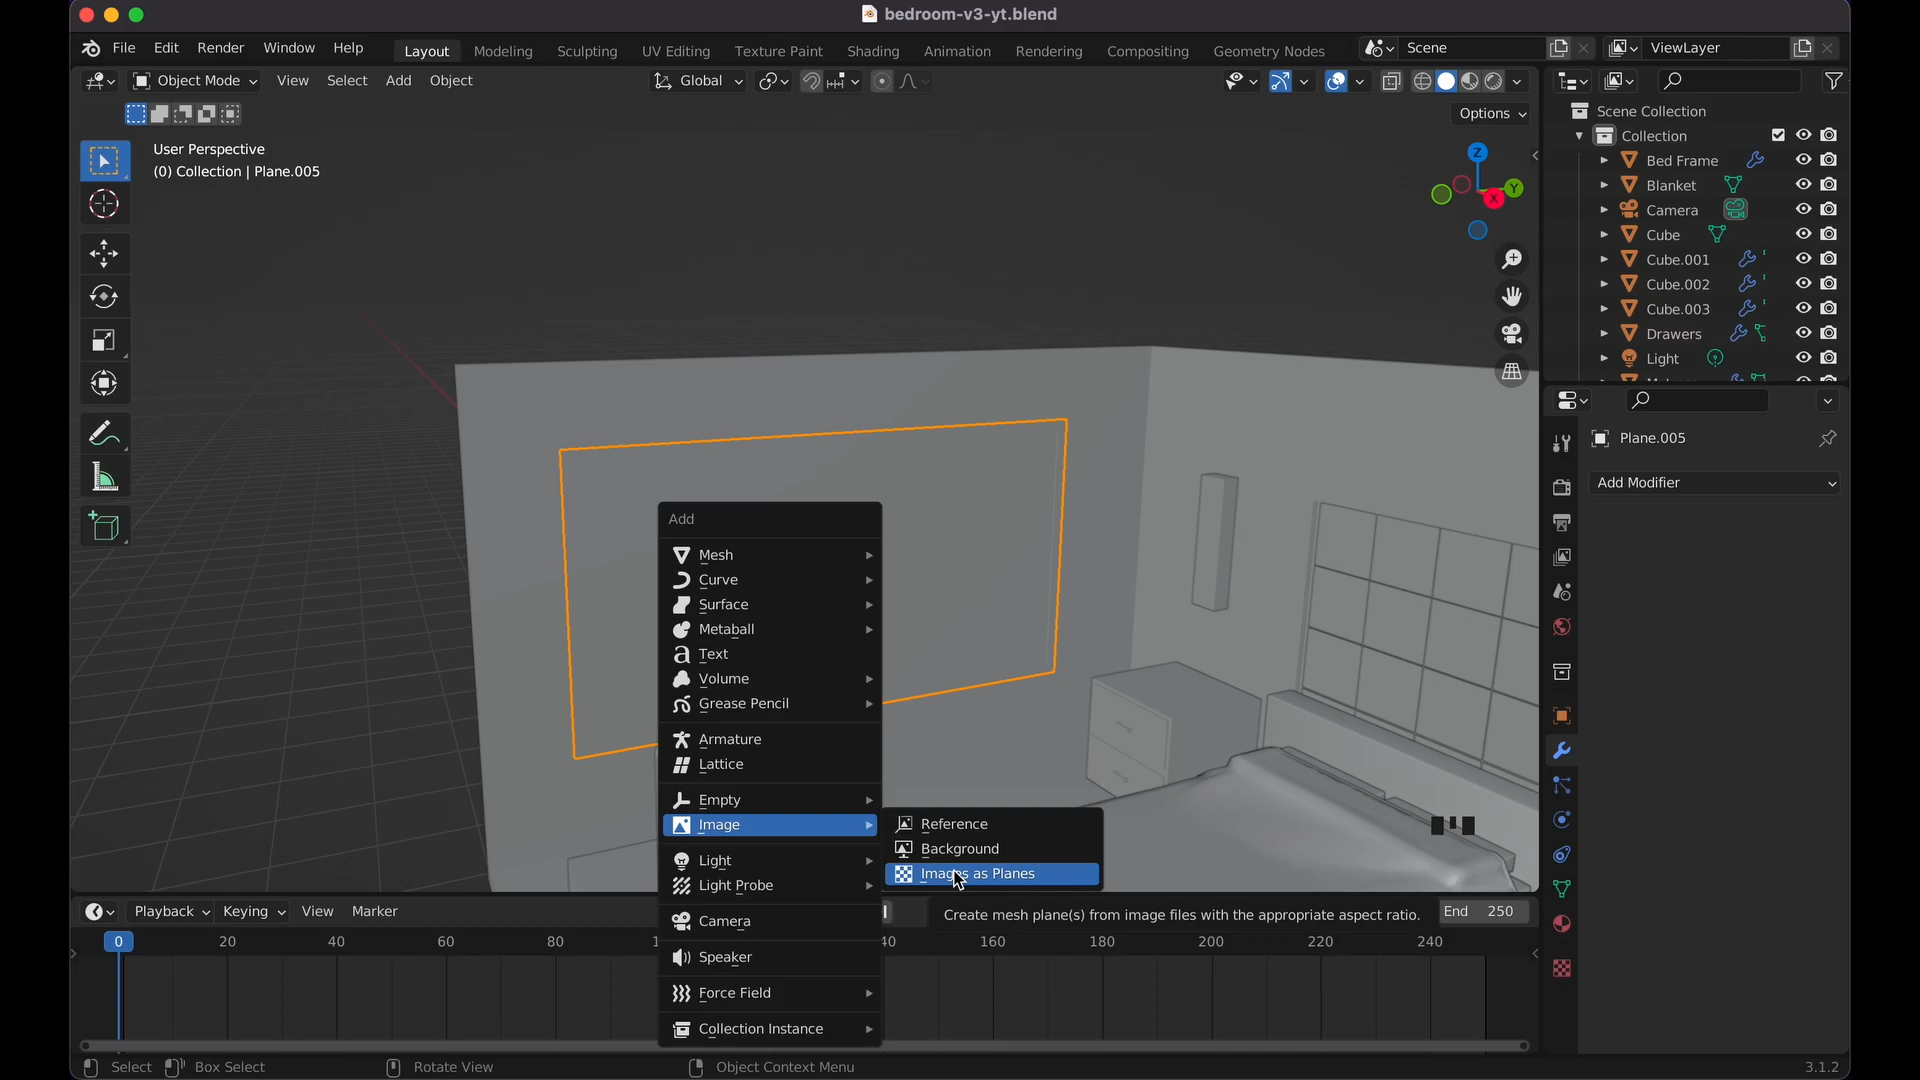 bedroom-v3-yt.blend
File Edit Render Window Help
Layout Modeling Sculpting UV Editing Texture Paint Shading Animation Rendering Compositing Geometry Nodes
Scene
ViewLayer
Object Mode View Select Add Object
Global
Options
User Perspective
(0) Collection | Plane.005
Z
Y
X
Scene Collection
Collection
Bed Frame
Blanket
Camera
Cube
Cube.001
Cube.002
Cube.003
Drawers
Light
Plane.005
Add Modifier
Add
Mesh
Curve
Surface
Metaball
Text
Volume
Grease Pencil
Armature
Lattice
Empty
Image
Light
Light Probe
Camera
Speaker
Force Field
Collection Instance
Reference
Background
Images as Planes
Create mesh plane(s) from image files with the appropriate aspect ratio.
Playback Keying View Marker
End 250
0 20 40 60 80 1 40 160 180 200 220 240
Select Box Select Rotate View Object Context Menu
3.1.2